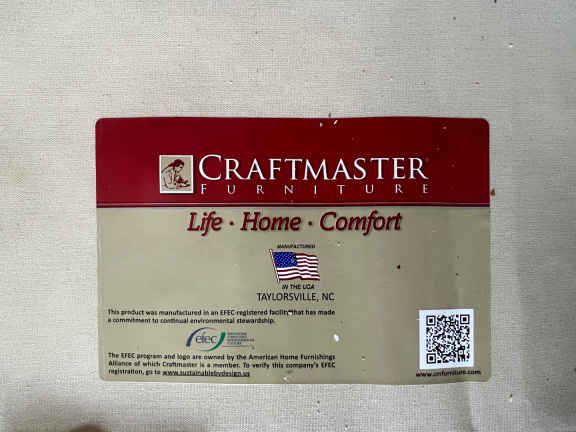 CRAFTMASTER
FURNITURE
Life · Home · Comfort
MANUFACTURED
IN THE USA
TAYLORSVILLE, NC
This product was manufactured in an EFEC-registered facility that has made
a commitment to continual environmental stewardship.
efec
The EFEC program and logo are owned by the American Home Furnishings
Alliance of which Craftmaster is a member. To verify this company's EFEC
registration, go to www.sustainablebydesign.us
www.cmfurniture.com